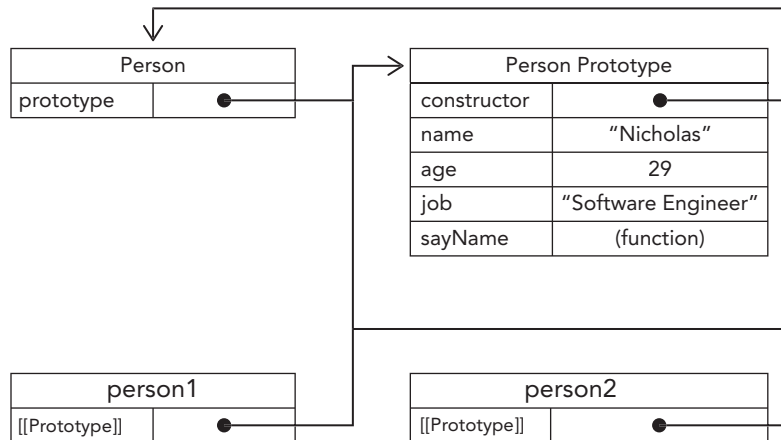 Person
prototype
Person Prototype
constructor
name “Nicholas”
age 29
job “Software Engineer”
sayName (function)
person1
[[Prototype]]
person2
[[Prototype]]